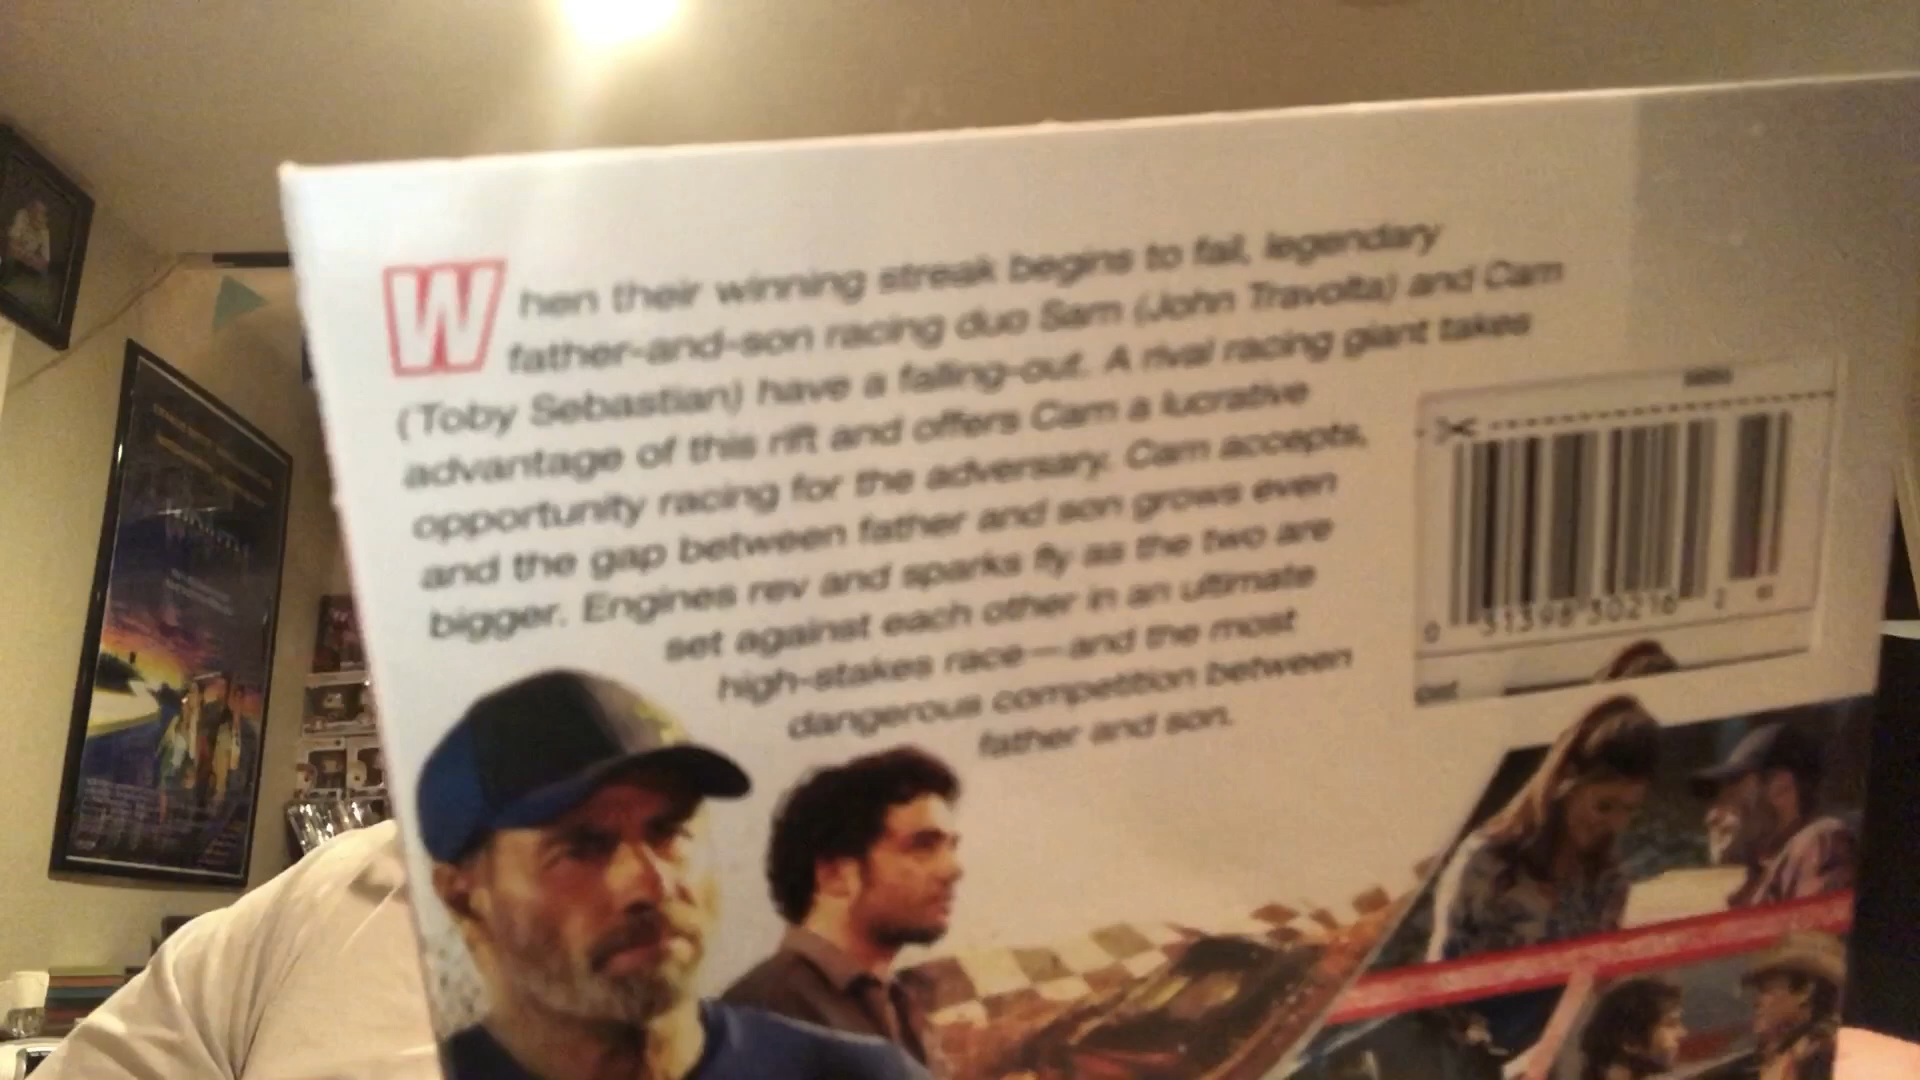 When their winning streak begins to fail, legendary
father-and-son racing duo Sam (John Travolta) and Cam
(Toby Sebastian) have a falling-out. A rival racing giant takes
advantage of this rift and offers Cam a lucrative
opportunity racing for the adversary. Cam accepts,
and the gap between father and son grows even
bigger. Engines rev and sparks fly as the two are
set against each other in an ultimate
high-stakes race—and the most
dangerous competition between
father and son.
0 31398 30216 2